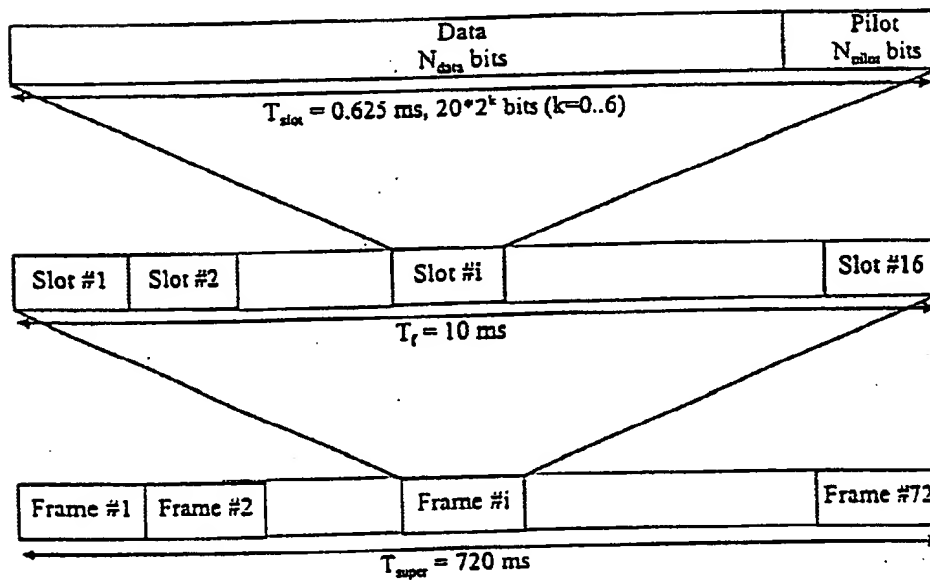 Data
N_data bits
Pilot
N_pilot bits
T_slot = 0.625 ms, 20*2^k bits (k=0..6)
Slot #1 Slot #2 Slot #i Slot #16
T_f = 10 ms
Frame #1 Frame #2 Frame #i Frame #72
T_super = 720 ms